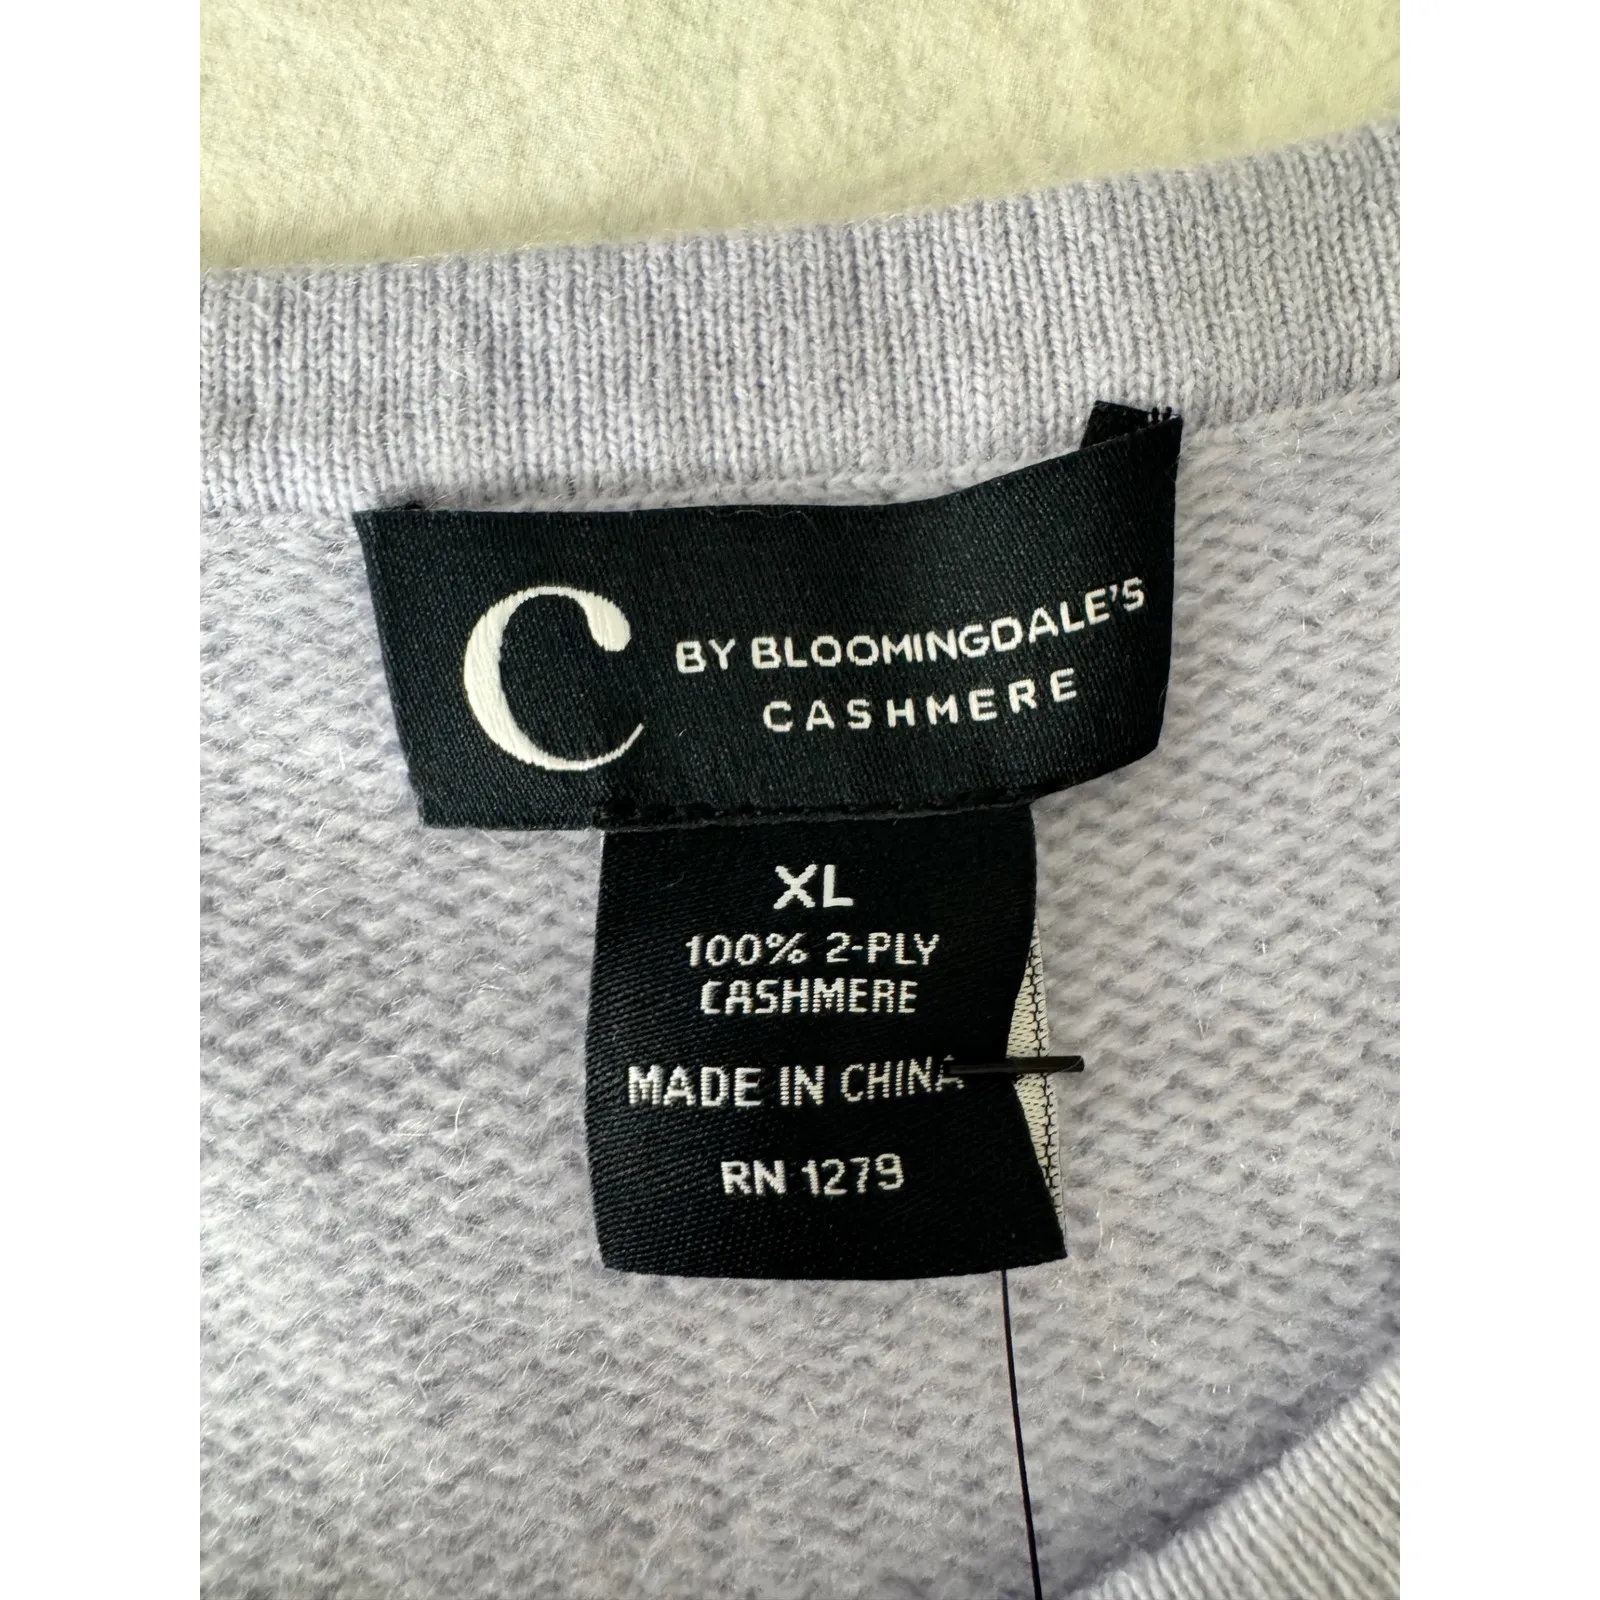 C
BY BLOOMINGDALE'S
CASHMERE
XL
100% 2-PLY
CASHMERE
MADE IN CHINA
RN 1279